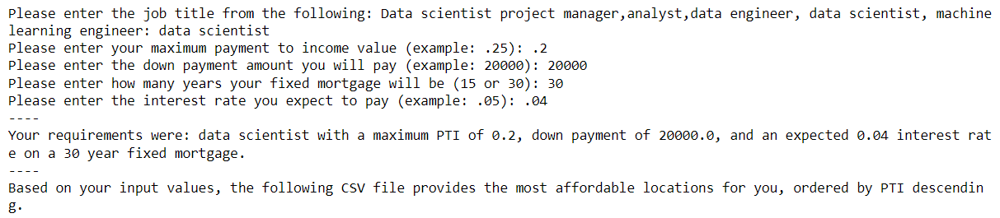 Please enter the job title from the following: Data scientist project manager,analyst,data engineer, data scientist, machine
learning engineer: data scientist
Please enter your maximum payment to income value (example: .25): .2
Please enter the down payment amount you will pay (example: 20000): 20000
Please enter how many years your fixed mortgage will be (15 or 30): 30
Please enter the interest rate you expect to pay (example: .05): .04
----
Your requirements were: data scientist with a maximum PTI of 0.2, down payment of 20000.0, and an expected 0.04 interest rat
e on a 30 year fixed mortgage.
----
Based on your input values, the following CSV file provides the most affordable locations for you, ordered by PTI descendin
g.